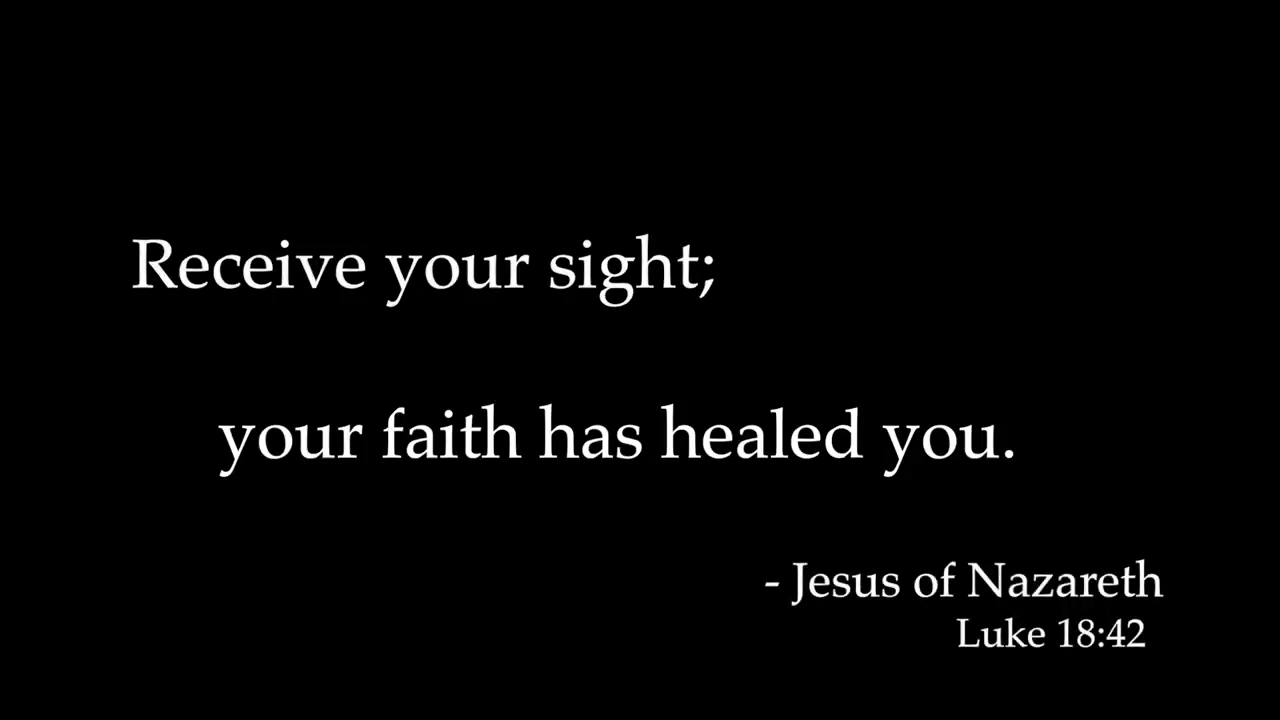 Receive your sight;
your faith has healed you.
- Jesus of Nazareth
Luke 18:42